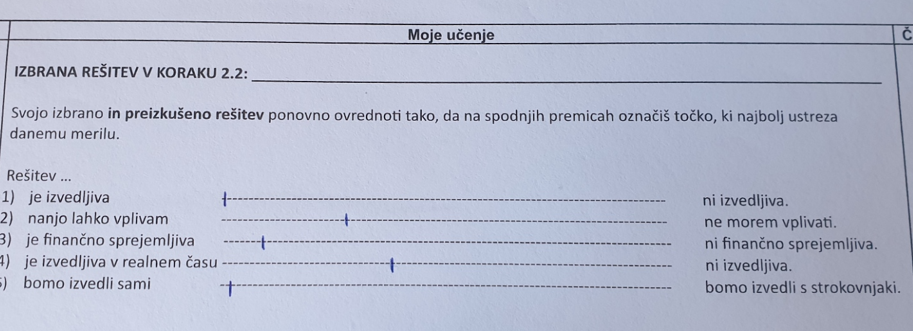 Moje učenje
Č
IZBRANA REŠITEV V KORAKU 2.2:
Svojo izbrano in preizkušeno rešitev ponovno ovrednoti tako, da na spodnjih premicah označiš točko, ki najbolj ustreza
danemu merilu.
Rešitev ...
1) je izvedljiva ni izvedljiva.
2) nanjo lahko vplivam ne morem vplivati.
3) je finančno sprejemljiva ni finančno sprejemljiva.
4) je izvedljiva v realnem času ni izvedljiva.
5) bomo izvedli sami bomo izvedli s strokovnjaki.